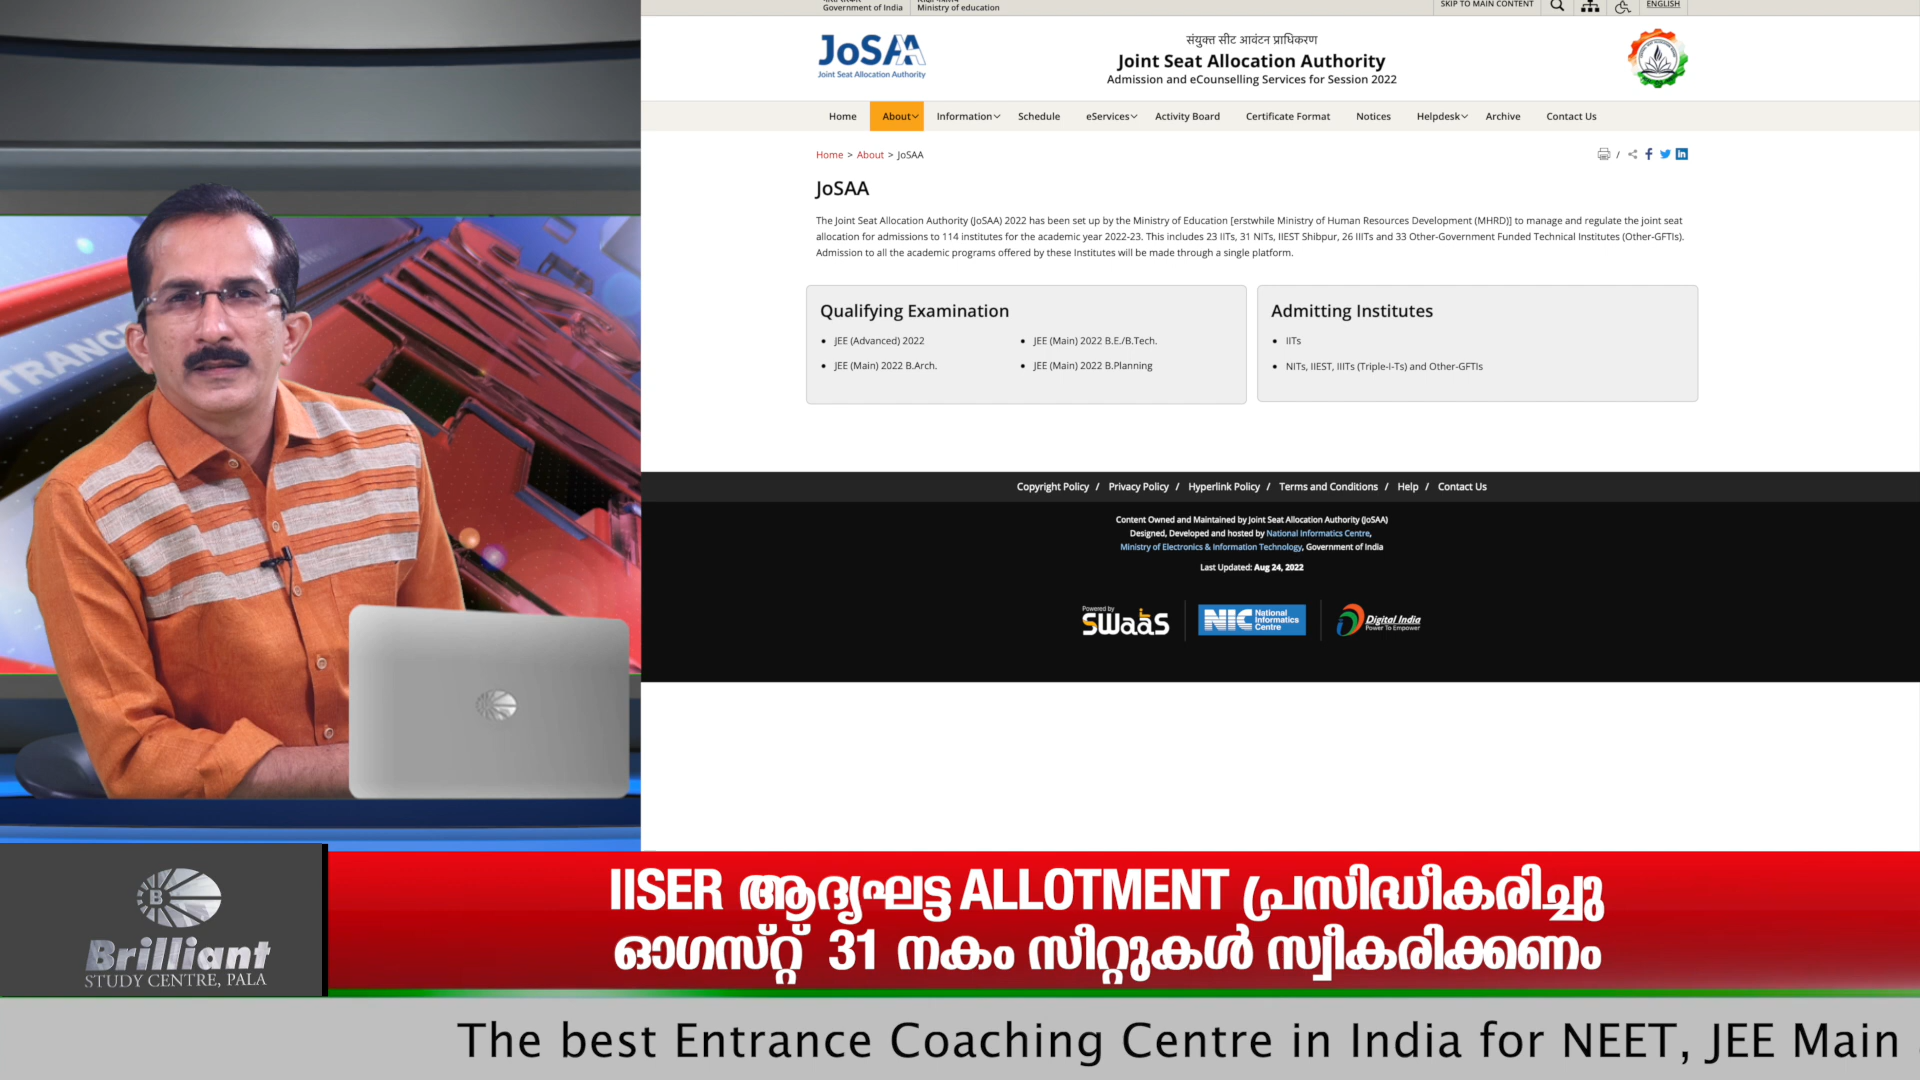 Government of India
Ministry of education
SKIP TO MAIN CONTENT
ENGLISH
JoSAA
Joint Seat Allocation Authority
संयुक्त सीट आवंटन प्राधिकरण
Joint Seat Allocation Authority
Admission and eCounselling Services for Session 2022
Home About Information Schedule eServices Activity Board Certificate Format Notices Helpdesk Archive Contact Us
Home > About > JoSAA
JoSAA
The Joint Seat Allocation Authority (JoSAA) 2022 has been set up by the Ministry of Education [erstwhile Ministry of Human Resources Development (MHRD)] to manage and regulate the joint seat
allocation for admissions to 114 institutes for the academic year 2022-23. This includes 23 IITs, 31 NITs, IIEST Shibpur, 26 IIITs and 33 Other-Government Funded Technical Institutes (Other-GFTIs).
Admission to all the academic programs offered by these Institutes will be made through a single platform.
Qualifying Examination
JEE (Advanced) 2022
JEE (Main) 2022 B.E./B.Tech.
JEE (Main) 2022 B.Arch.
JEE (Main) 2022 B.Planning
Admitting Institutes
IITs
NITs, IIEST, IIITs (Triple-I-Ts) and Other-GFTIs
Copyright Policy / Privacy Policy / Hyperlink Policy / Terms and Conditions / Help / Contact Us
Content Owned and Maintained by Joint Seat Allocation Authority (JoSAA)
Designed, Developed and hosted by National Informatics Centre,
Ministry of Electronics & Information Technology, Government of India
Last Updated: Aug 24, 2022
Powered by
SWaaS
NIC National Informatics Centre
Digital India
Power To Empower
TRANCE
B
Brilliant
STUDY CENTRE, PALA
IISER ആദ്യഘട്ട ALLOTMENT പ്രസിദ്ധീകരിച്ചു
ഓഗസ്റ്റ് 31 നകം സീറ്റുകൾ സ്വീകരിക്കണം
The best Entrance Coaching Centre in India for NEET, JEE Main